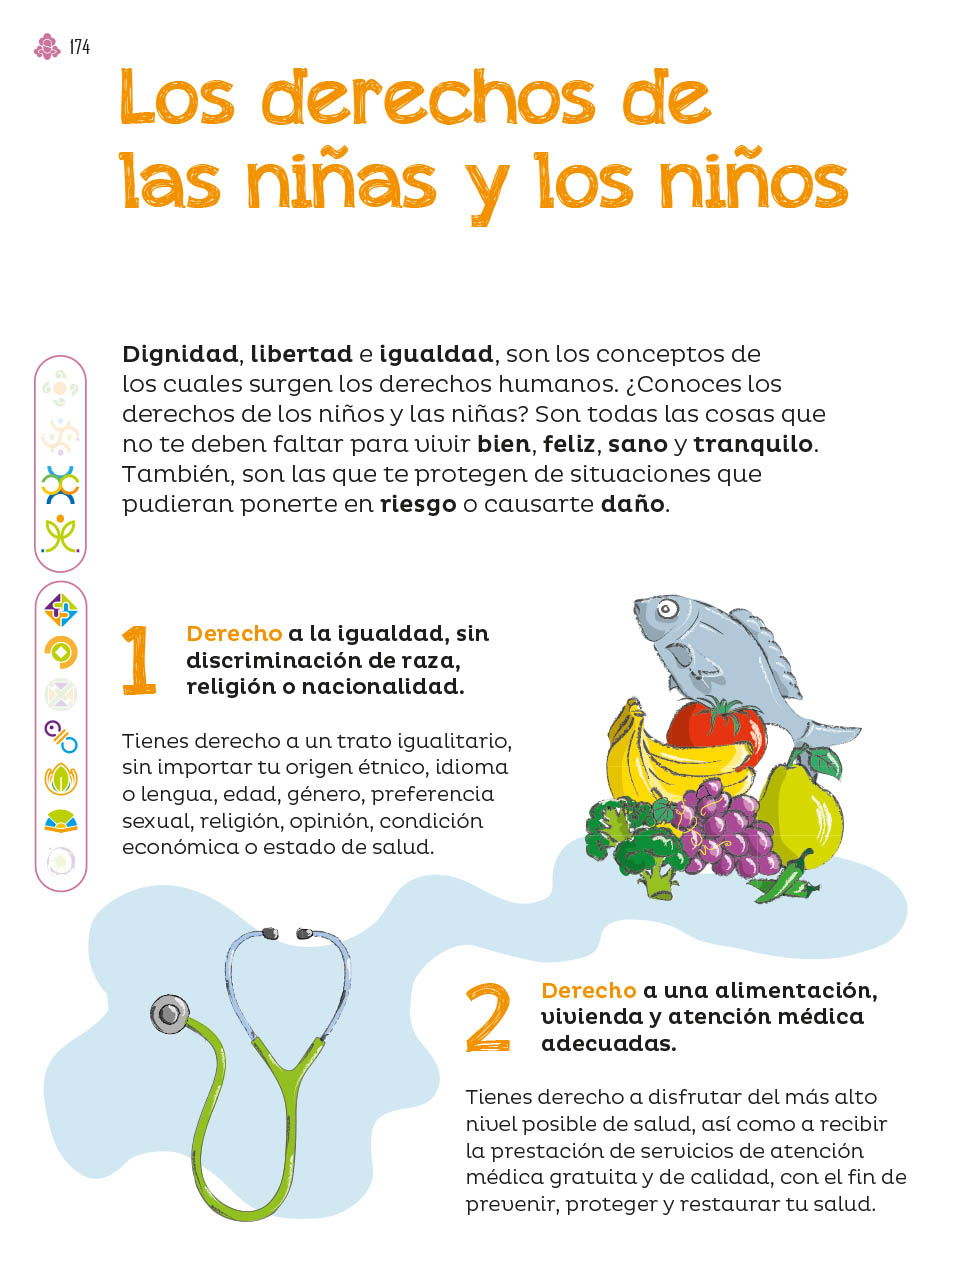 174
Los derechos de
las niñas y los niños
Dignidad, libertad e igualdad, son los conceptos de
los cuales surgen los derechos humanos. ¿Conoces los
derechos de los niños y las niñas? Son todas las cosas que
no te deben faltar para vivir bien, feliz, sano y tranquilo.
También, son las que te protegen de situaciones que
pudieran ponerte en riesgo o causarte daño.
1
Derecho a la igualdad, sin
discriminación de raza,
religión o nacionalidad.
Tienes derecho a un trato igualitario,
sin importar tu origen étnico, idioma
o lengua, edad, género, preferencia
sexual, religión, opinión, condición
económica o estado de salud.
2
Derecho a una alimentación,
vivienda y atención médica
adecuadas.
Tienes derecho a disfrutar del más alto
nivel posible de salud, así como a recibir
la prestación de servicios de atención
médica gratuita y de calidad, con el fin de
prevenir, proteger y restaurar tu salud.